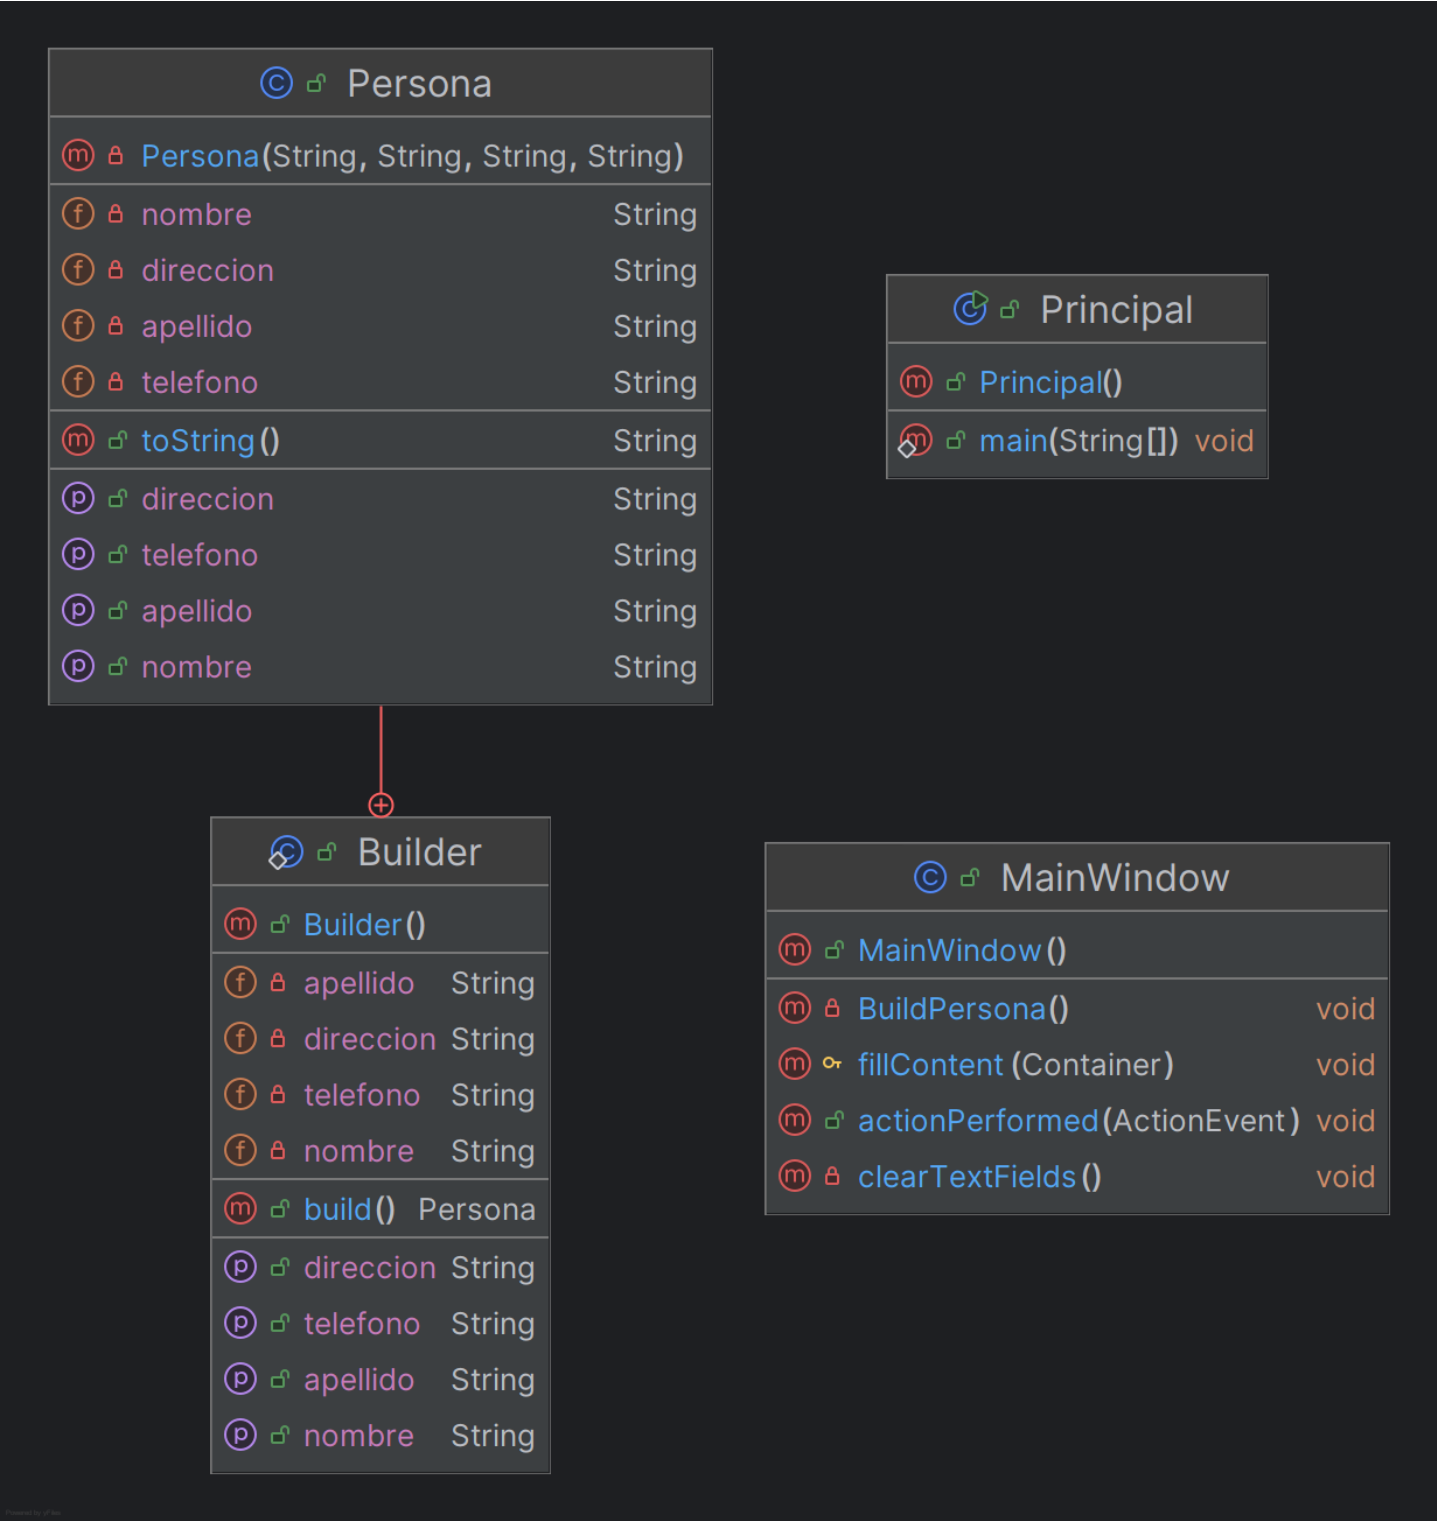 Persona
Persona(String, String, String, String)
nombre String
direccion String
apellido String
telefono String
toString() String
direccion String
telefono String
apellido String
nombre String
Principal
Principal()
main(String[]) void
Builder
Builder()
apellido String
direccion String
telefono String
nombre String
build() Persona
direccion String
telefono String
apellido String
nombre String
MainWindow
MainWindow()
BuildPersona() void
fillContent(Container) void
actionPerformed(ActionEvent) void
clearTextFields() void
Powered by yFiles